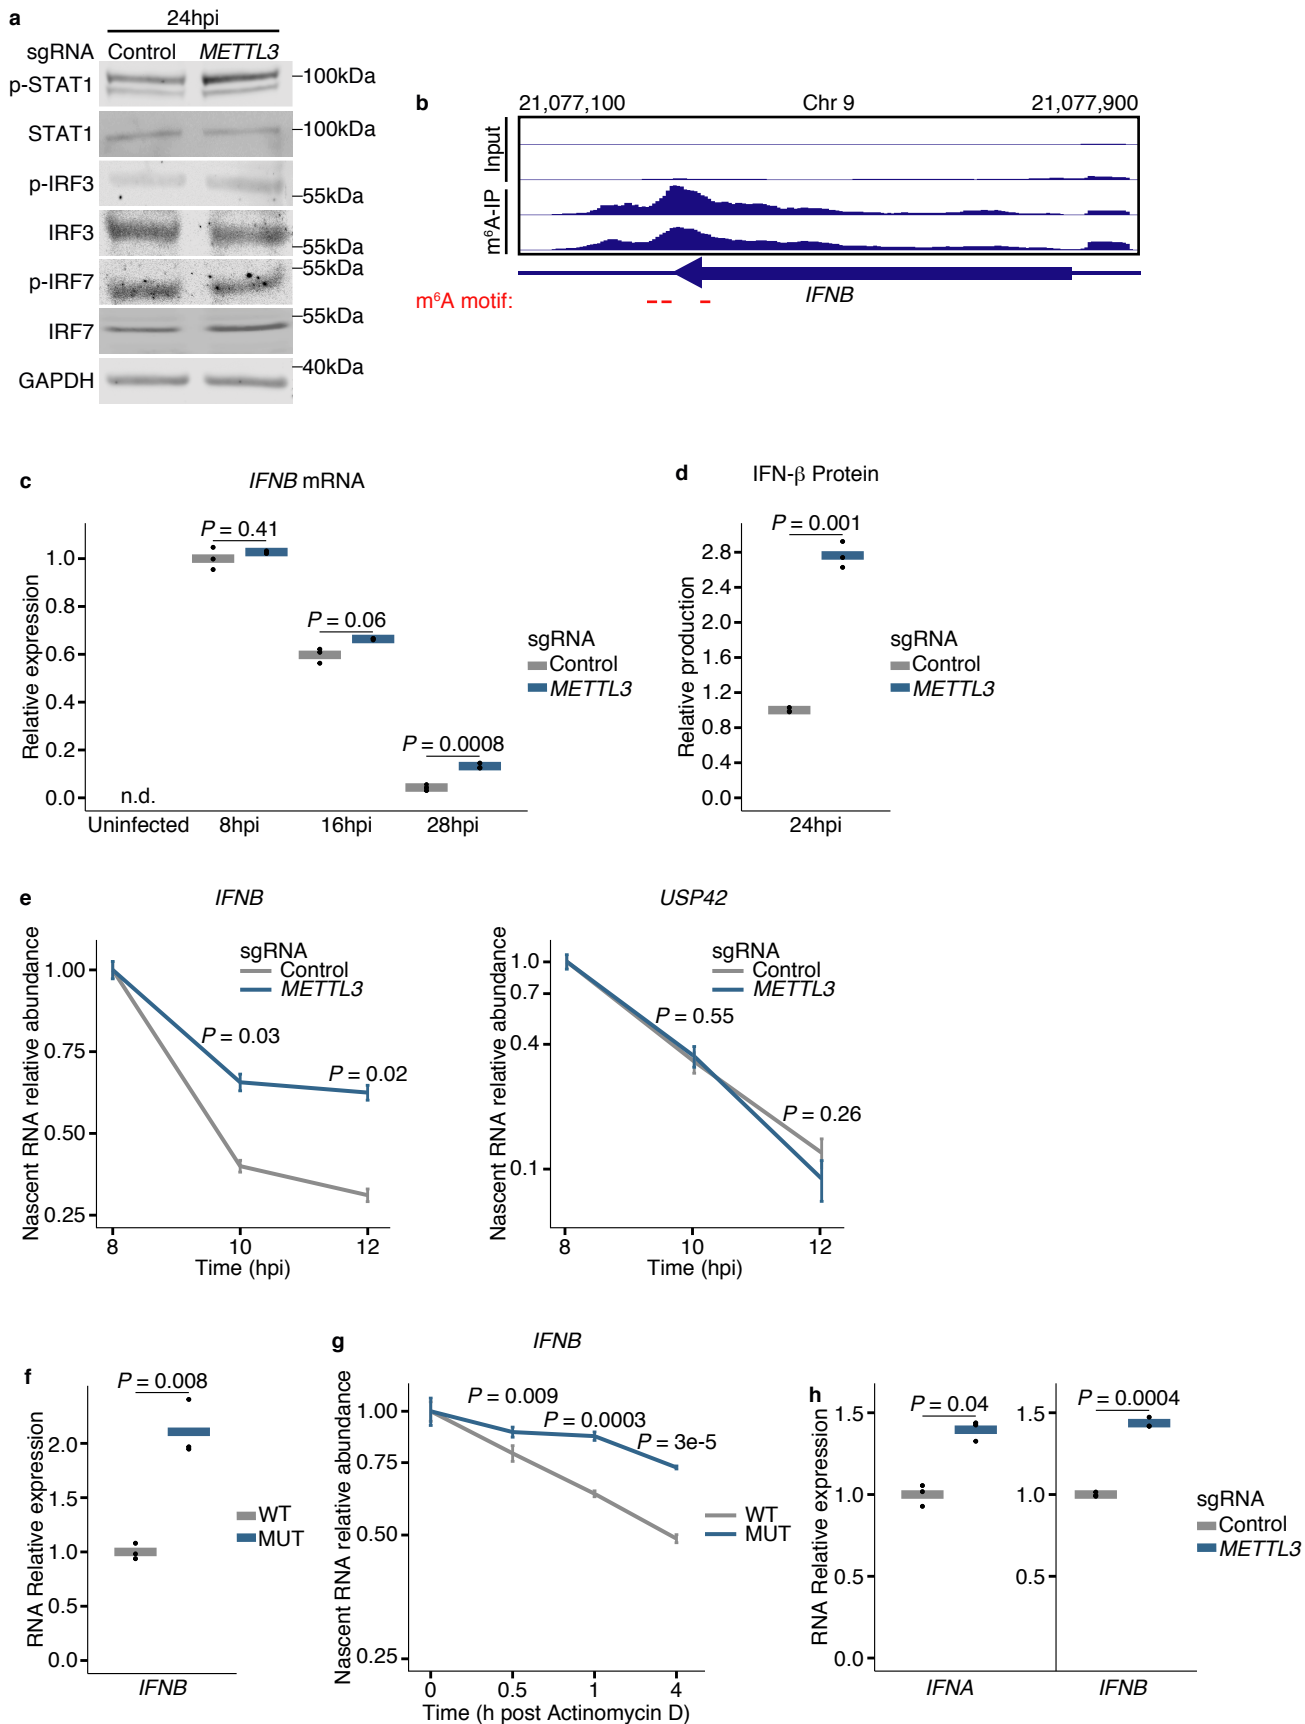 a
24hpi
sgRNA Control METTL3
p-STAT1
100kDa
STAT1
100kDa
p-IRF3
55kDa
IRF3
55kDa
p-IRF7
55kDa
IRF7
55kDa
GAPDH
40kDa
b
21,077,100 Chr 9 21,077,900
Input
m⁶A-IP
IFNB
m⁶A motif:
c
IFNB mRNA
Relative expression
1.0
0.8
0.6
0.4
0.2
0.0
P = 0.41
P = 0.06
P = 0.0008
n.d.
Uninfected 8hpi 16hpi 28hpi
sgRNA
Control
METTL3
d
IFN-β Protein
Relative production
P = 0.001
2.8
2.4
2.0
1.6
1.2
0.8
0.4
0.0
24hpi
sgRNA
Control
METTL3
e
IFNB
Nascent RNA relative abundance
sgRNA
Control
METTL3
1.00
0.75
0.50
0.25
P = 0.03
P = 0.02
8 10 12
Time (hpi)
USP42
Nascent RNA relative abundance
sgRNA
Control
METTL3
1.0
0.7
0.4
0.1
P = 0.55
P = 0.26
8 10 12
Time (hpi)
f
P = 0.008
RNA Relative expression
2.0
1.5
1.0
0.5
0.0
IFNB
WT
MUT
g
IFNB
Nascent RNA relative abundance
1.00
0.75
0.50
0.25
P = 0.009
P = 0.0003
P = 3e-5
WT
MUT
0 0.5 1 4
Time (h post Actinomycin D)
h
RNA Relative expression
P = 0.04
1.5
1.0
0.5
0.0
IFNA
P = 0.0004
1.5
1.0
0.5
IFNB
sgRNA
Control
METTL3